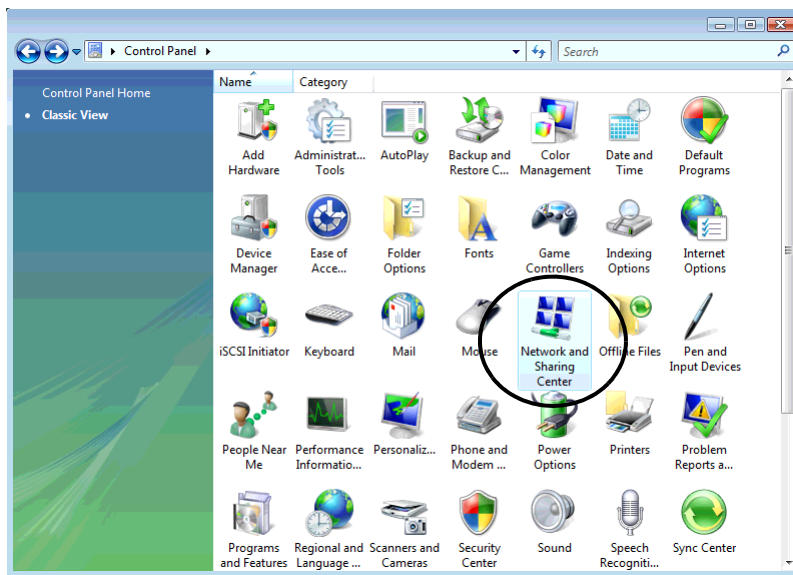 Control Panel
Search
Control Panel Home
Classic View
Name Category
Add Hardware
Administrat... Tools
AutoPlay
Backup and Restore C...
Color Management
Date and Time
Default Programs
Device Manager
Ease of Acce...
Folder Options
Fonts
Game Controllers
Indexing Options
Internet Options
iSCSI Initiator
Keyboard
Mail
Mouse
Network and Sharing Center
Offline Files
Pen and Input Devices
People Near Me
Performance Informatio...
Personaliz...
Phone and Modem ...
Power Options
Printers
Problem Reports a...
Programs and Features
Regional and Language ...
Scanners and Cameras
Security Center
Sound
Speech Recogniti...
Sync Center